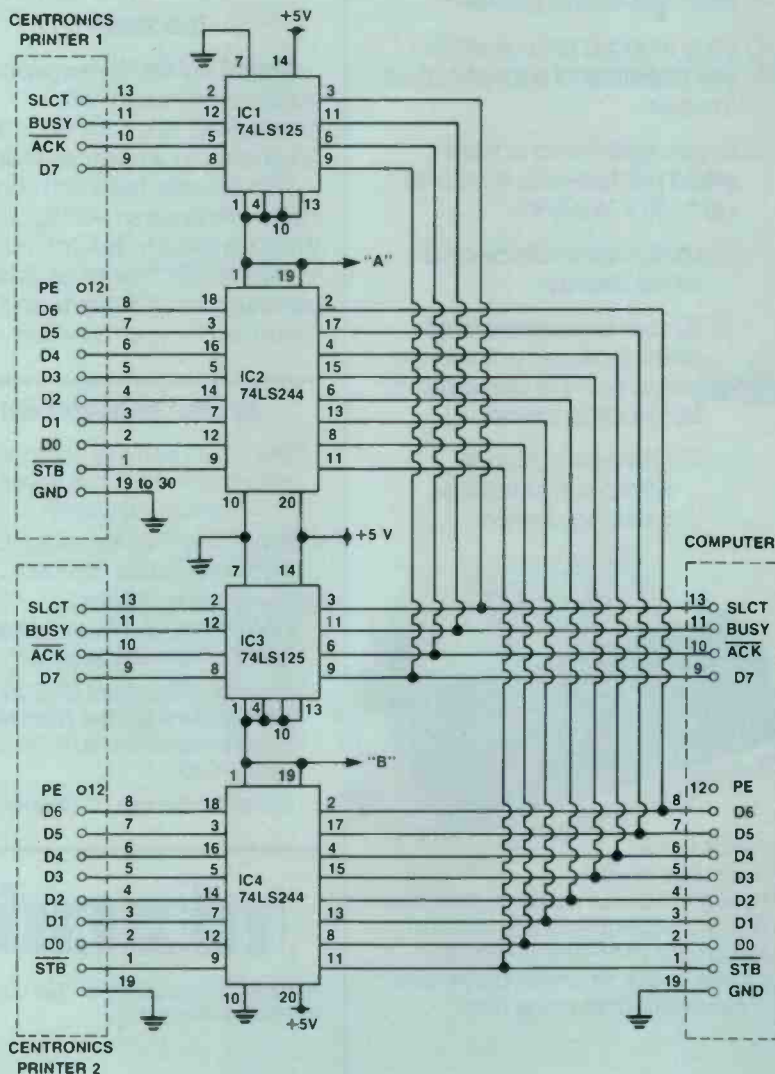 CENTRONICS
PRINTER 1
+5V
7 14
SLCT 13 2 3
BUSY 11 12 IC1 11
ACK 10 5 74LS125 6
D7 9 8 9
1 4 10 13
1 19 "A"
PE 12
D6 8 18 2
D5 7 3 17
D4 6 16 4
D3 5 5 IC2 15
D2 4 14 74LS244 6
D1 3 7 13
D0 2 12 8
STB 1 9 11
GND 19 to 30
10 20
+5 V
COMPUTER
7 14
SLCT 13 2 3 13 SLCT
BUSY 11 12 IC3 11 11 BUSY
ACK 10 5 74LS125 6 10 ACK
D7 9 8 9 9 D7
1 4 10 13
1 19 "B"
PE 12 12 PE
D6 8 18 2 8 D6
D5 7 3 17 7 D5
D4 6 16 4 6 D4
D3 5 5 IC4 15 5 D3
D2 4 14 74LS244 4 D2
D1 3 7 13 3 D1
D0 2 12 8 2 D0
STB 1 9 11 1 STB
19 10 20 19 GND
+5V
CENTRONICS
PRINTER 2